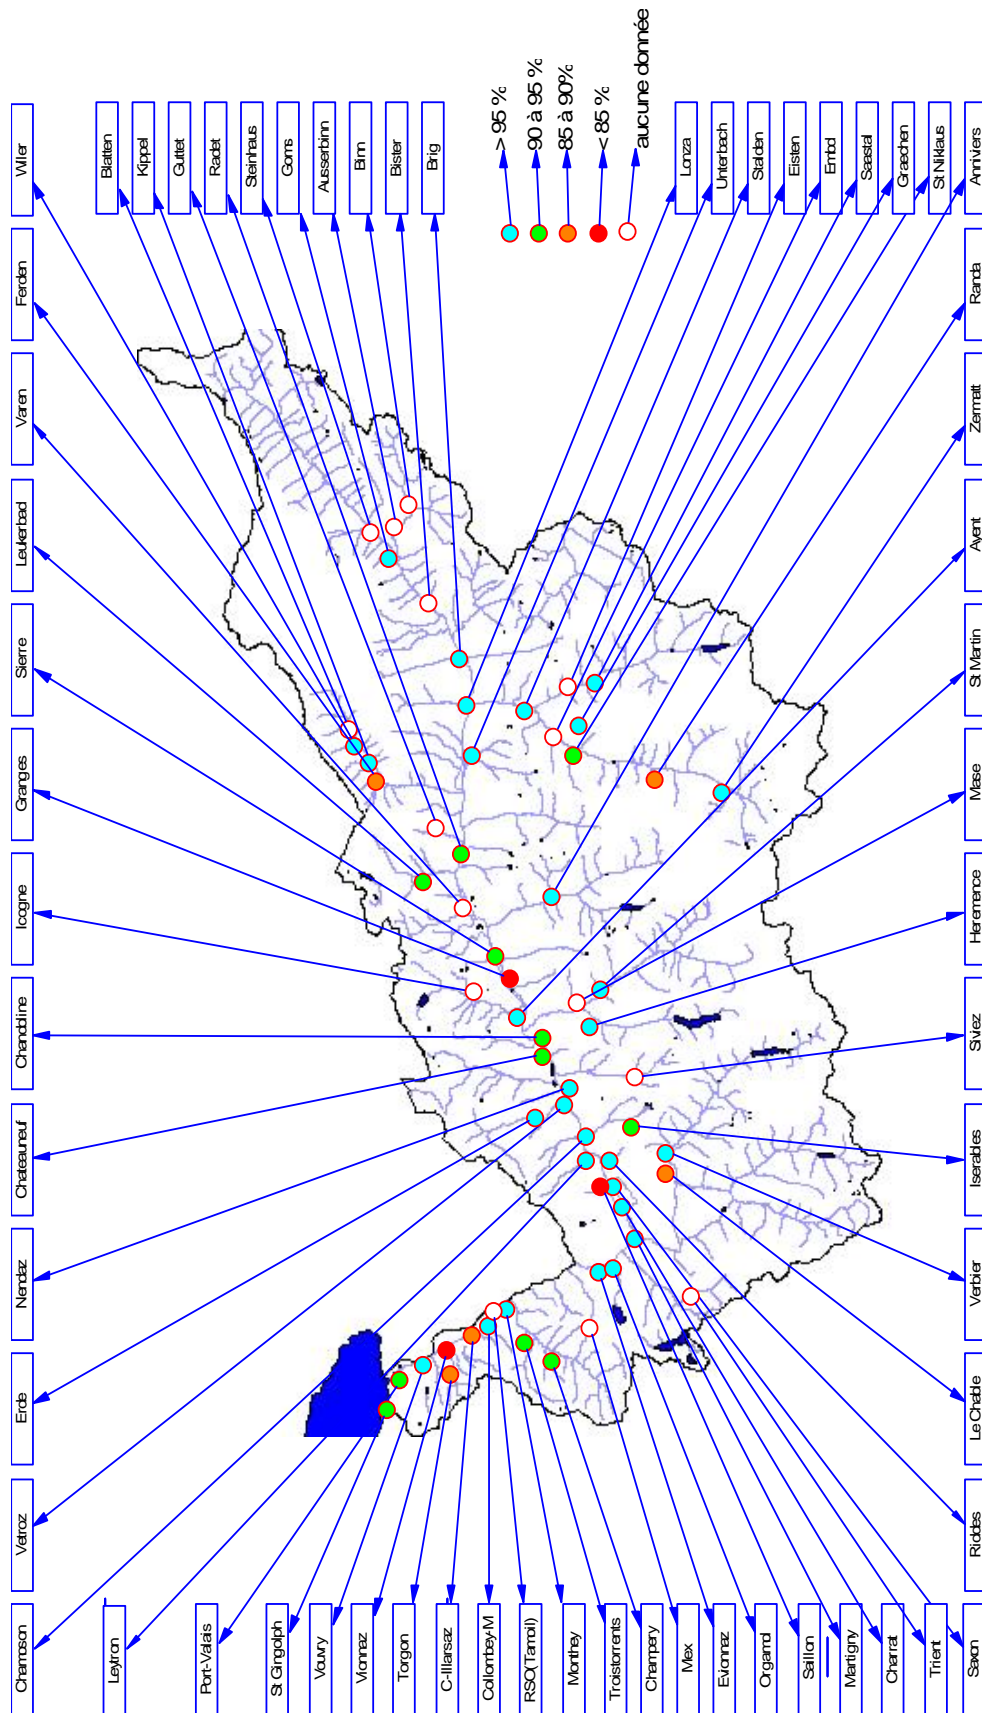 Chamoson
Vetroz
Erde
Nendaz
Chateauneuf
Chandoline
Icogne
Granges
Sierre
Leukerbad
Varen
Ferden
Wiler
Blatten
Kippel
Guttet
Radet
Steinhaus
Goms
Ausserbinn
Binn
Bister
Brig
> 95 %
90 à 95 %
85 à 90%
< 85 %
aucune donnée
Lonza
Unterbach
Stalden
Eisten
Embd
Saastal
Graechen
St Niklaus
Anniviers
Randa
Zermatt
Ayent
St Martin
Mase
Heremence
Siviez
Iserables
Verbier
Le Chable
Riddes
Saxon
Trient
Charrat
Martigny
Saillon
Orgamol
Evionnaz
Mex
Champery
Troistorrents
Monthey
RSO(Tamoil)
Collombey-M
C-Illarsaz
Torgon
Vionnaz
Vouvry
St Gingolph
Port-Valais
Leytron